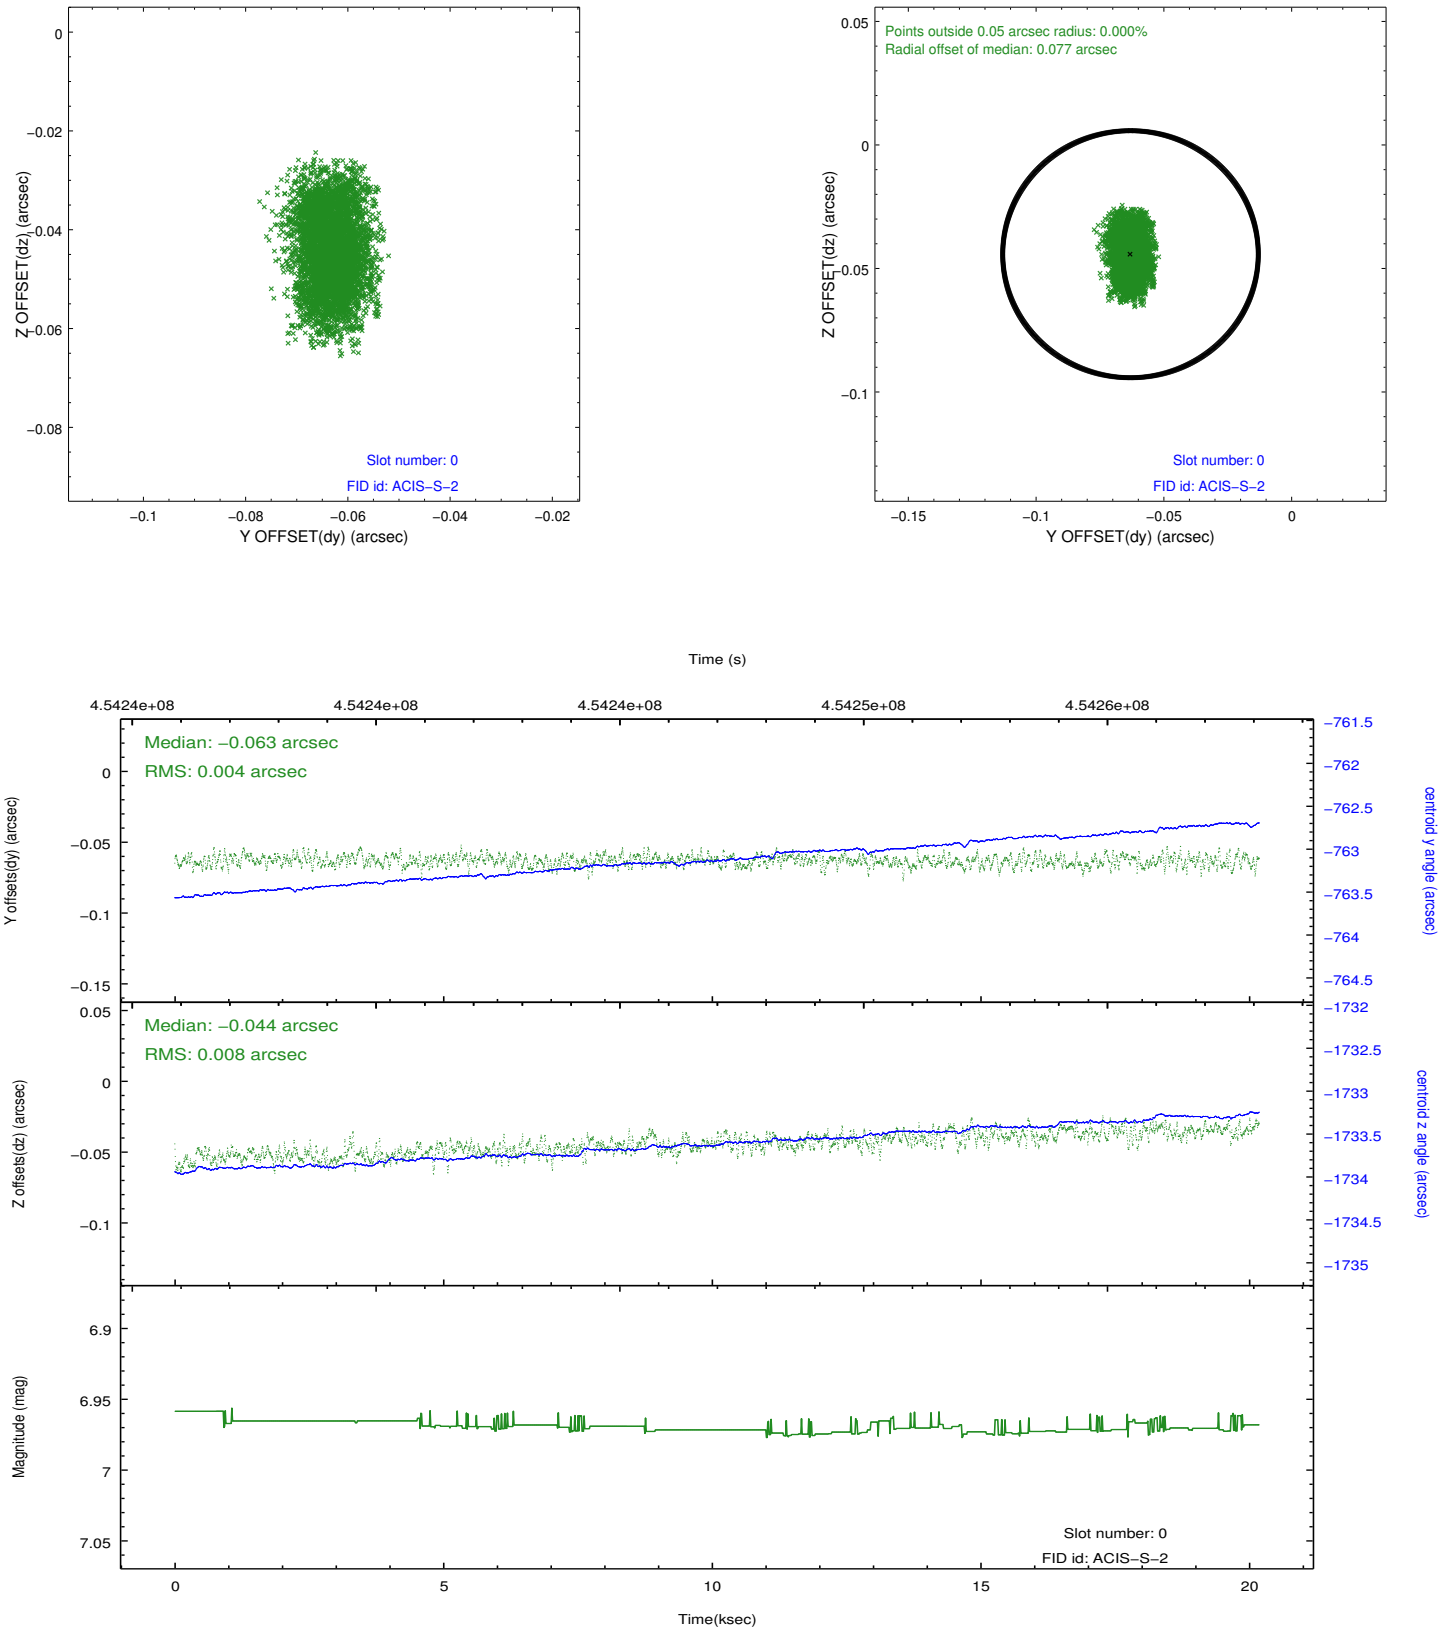 0
−0.02
−0.04
−0.06
−0.08
Z OFFSET(dz) (arcsec)
Slot number: 0
FID id: ACIS−S−2
−0.1
−0.08
−0.06
−0.04
−0.02
Y OFFSET(dy) (arcsec)
Points outside 0.05 arcsec radius: 0.000%
Radial offset of median: 0.077 arcsec
0.05
0
−0.05
−0.1
Z OFFSET(dz) (arcsec)
Slot number: 0
FID id: ACIS−S−2
−0.15
−0.1
−0.05
0
Y OFFSET(dy) (arcsec)
Time (s)
4.5424e+08
4.5424e+08
4.5424e+08
4.5425e+08
4.5426e+08
Median: −0.063 arcsec
RMS: 0.004 arcsec
0
−0.05
−0.1
−0.15
Y offsets(dy) (arcsec)
−761.5
−762
−762.5
−763
−763.5
−764
−764.5
centroid y angle (arcsec)
Median: −0.044 arcsec
RMS: 0.008 arcsec
0.05
0
−0.05
−0.1
Z offsets(dz) (arcsec)
−1732
−1732.5
−1733
−1733.5
−1734
−1734.5
−1735
centroid z angle (arcsec)
6.9
6.95
7
7.05
Magnitude (mag)
Slot number: 0
FID id: ACIS−S−2
0
5
10
15
20
Time(ksec)